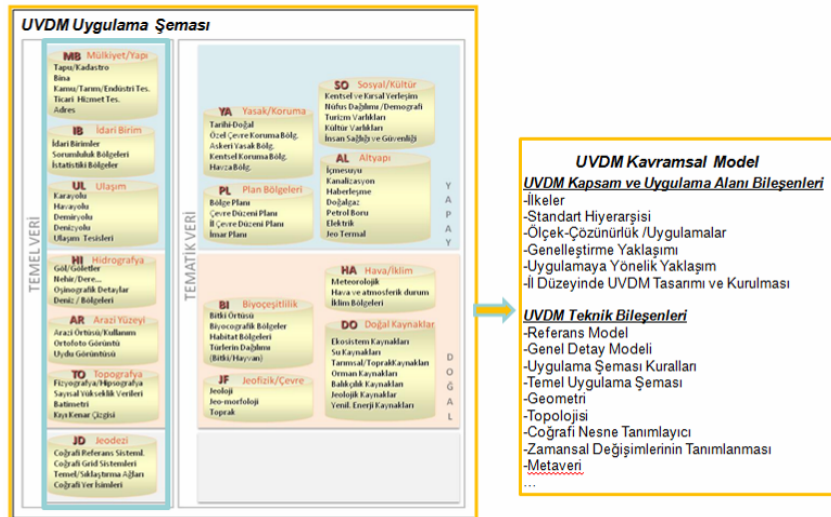 UVDM Uygulama Şeması
TEMEL VERİ
MB Mülkiyet/Yapı
Tapu/Kadastro
Bina
Kamu/Tarım/Endüstri Tes.
Ticari Hizmet Tes.
Adres
IB İdari Birim
İdari Birimler
Sorumluluk Bölgeleri
İstatistiki Bölgeler
UL Ulaşım
Karayolu
Havayolu
Demiryolu
Denizyolu
Ulaşım Tesisleri
HI Hidrografya
Göl/Göletler
Nehir/Dere...
Oşinografik Detaylar
Deniz / Bölgeleri
AR Arazi Yüzeyi
Arazi Örtüsü/Kullanım
Ortofoto Görüntü
Uydu Görüntüsü
TO Topografya
Fizyografya/Hipsografya
Sayısal Yükseklik Verileri
Batimetri
Kıyı Kenar Çizgisi
JD Jeodezi
Coğrafi Referans Sisteml.
Coğrafi Grid Sistemleri
Temel/Sıklaştırma Ağları
Coğrafi Yer İsimleri
TEMATİK VERİ
YA Yasak/Koruma
Tarihi-Doğal
Özel Çevre Koruma Bölg.
Askeri Yasak Bölg.
Kentsel Koruma Bölg.
Havza Bölg.
PL Plan Bölgeleri
Bölge Planı
Çevre Düzeni Planı
İl Çevre Düzeni Planı
İmar Planı
SO Sosyal/Kültür
Kentsel ve Kırsal Yerleşim
Nüfus Dağılımı /Demografi
Turizm Varlıkları
Kültür Varlıkları
İnsan Sağlığı ve Güvenliği
AL Altyapı
İçmesuyu
Kanalizasyon
Haberleşme
Doğalgaz
Petrol Boru
Elektrik
Jeo Termal
YAPAY
BI Biyoçeşitlilik
Bitki Örtüsü
Biyocografik Bölgeler
Habitat Bölgeleri
Türlerin Dağılımı
(Bitki/Hayvan)
JF Jeofizik/Çevre
Jeoloji
Jeo-morfoloji
Toprak
HA Hava/İklim
Meteorolojik
Hava ve atmosferik durum
İklim Bölgeleri
DO Doğal Kaynaklar
Ekosistem Kaynakları
Su Kaynakları
Tarımsal/ToprakKaynakları
Orman Kaynakları
Balıkçılık Kaynakları
Jeolojik Kaynaklar
Yenil. Enerji Kaynakları
DOĞAL
UVDM Kavramsal Model
UVDM Kapsam ve Uygulama Alanı Bileşenleri
-İlkeler
-Standart Hiyerarşisi
-Ölçek-Çözünürlük /Uygulamalar
-Genelleştirme Yaklaşımı
-Uygulamaya Yönelik Yaklaşım
-İl Düzeyinde UVDM Tasarımı ve Kurulması
UVDM Teknik Bileşenleri
-Referans Model
-Genel Detay Modeli
-Uygulama Şeması Kuralları
-Temel Uygulama Şeması
-Geometri
-Topolojisi
-Coğrafi Nesne Tanımlayıcı
-Zamansal Değişimlerinin Tanımlanması
-Metaveri
…